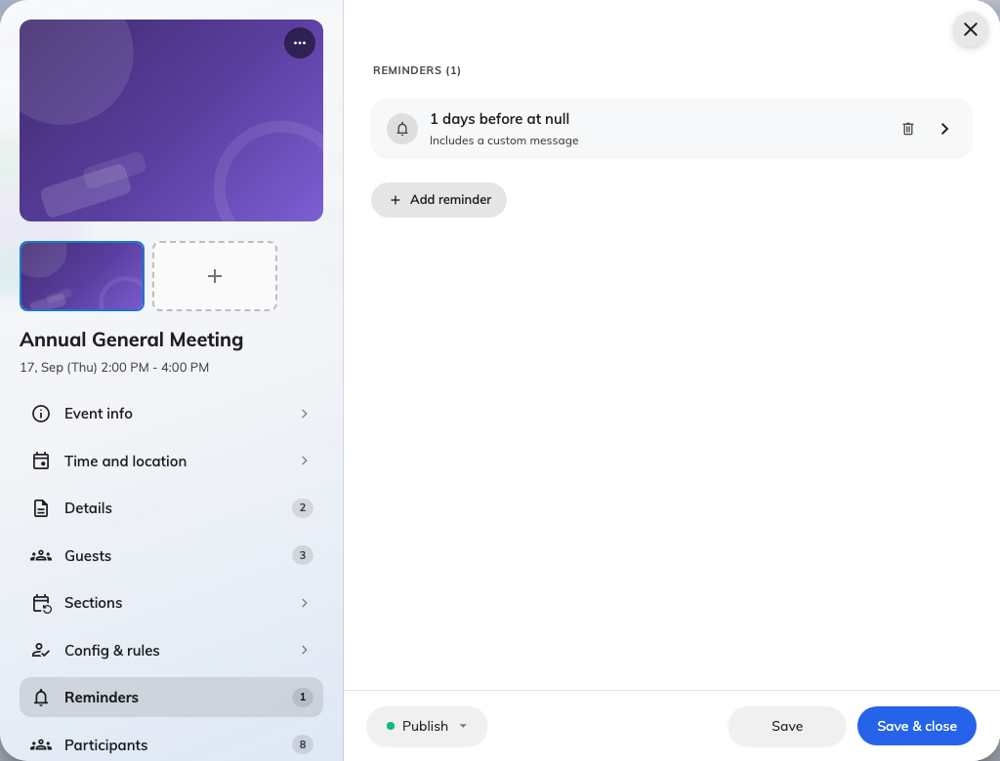 Annual General Meeting
17, Sep (Thu) 2:00 PM - 4:00 PM
Event info
Time and location
Details 2
Guests 3
Sections
Config & rules
Reminders 1
Participants 8
REMINDERS (1)
1 days before at null
Includes a custom message
Add reminder
Publish
Save
Save & close